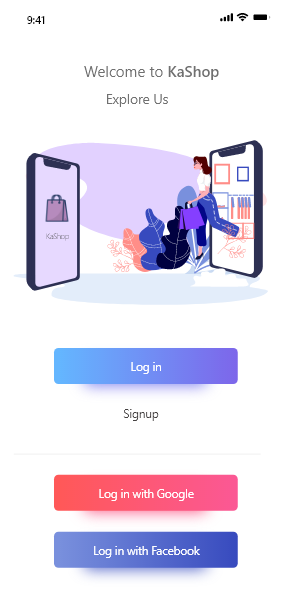 9:41
Welcome to KaShop
Explore Us
KaShop
Log in
Signup
Log in with Google
Log in with Facebook